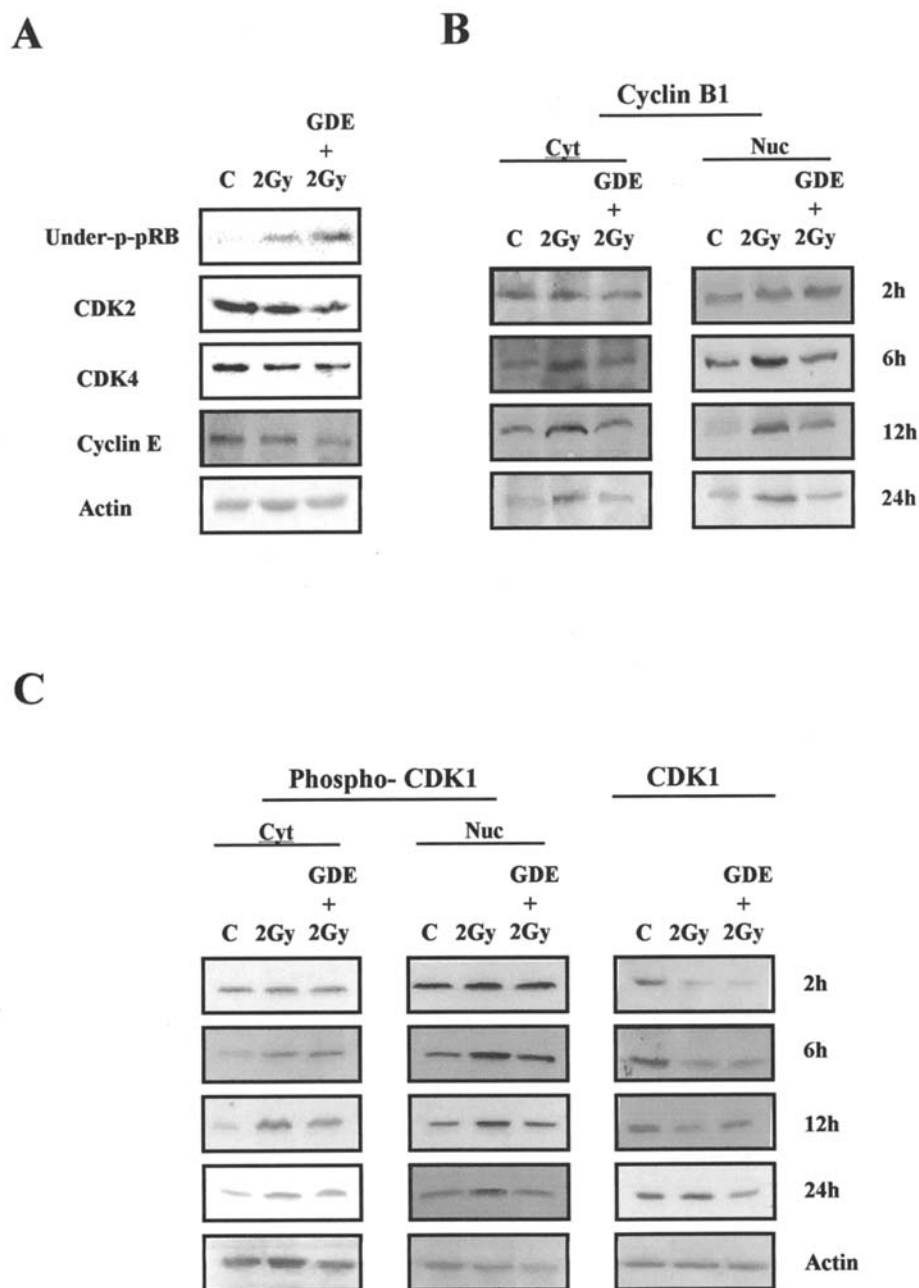 A
GDE
+
C 2Gy 2Gy
Under-p-pRB
CDK2
CDK4
Cyclin E
Actin
B
Cyclin B1
Cyt Nuc
GDE GDE
+ +
C 2Gy 2Gy C 2Gy 2Gy
2h
6h
12h
24h
C
Phospho- CDK1 CDK1
Cyt Nuc
GDE GDE GDE
+ + +
C 2Gy 2Gy C 2Gy 2Gy C 2Gy 2Gy
2h
6h
12h
24h
Actin